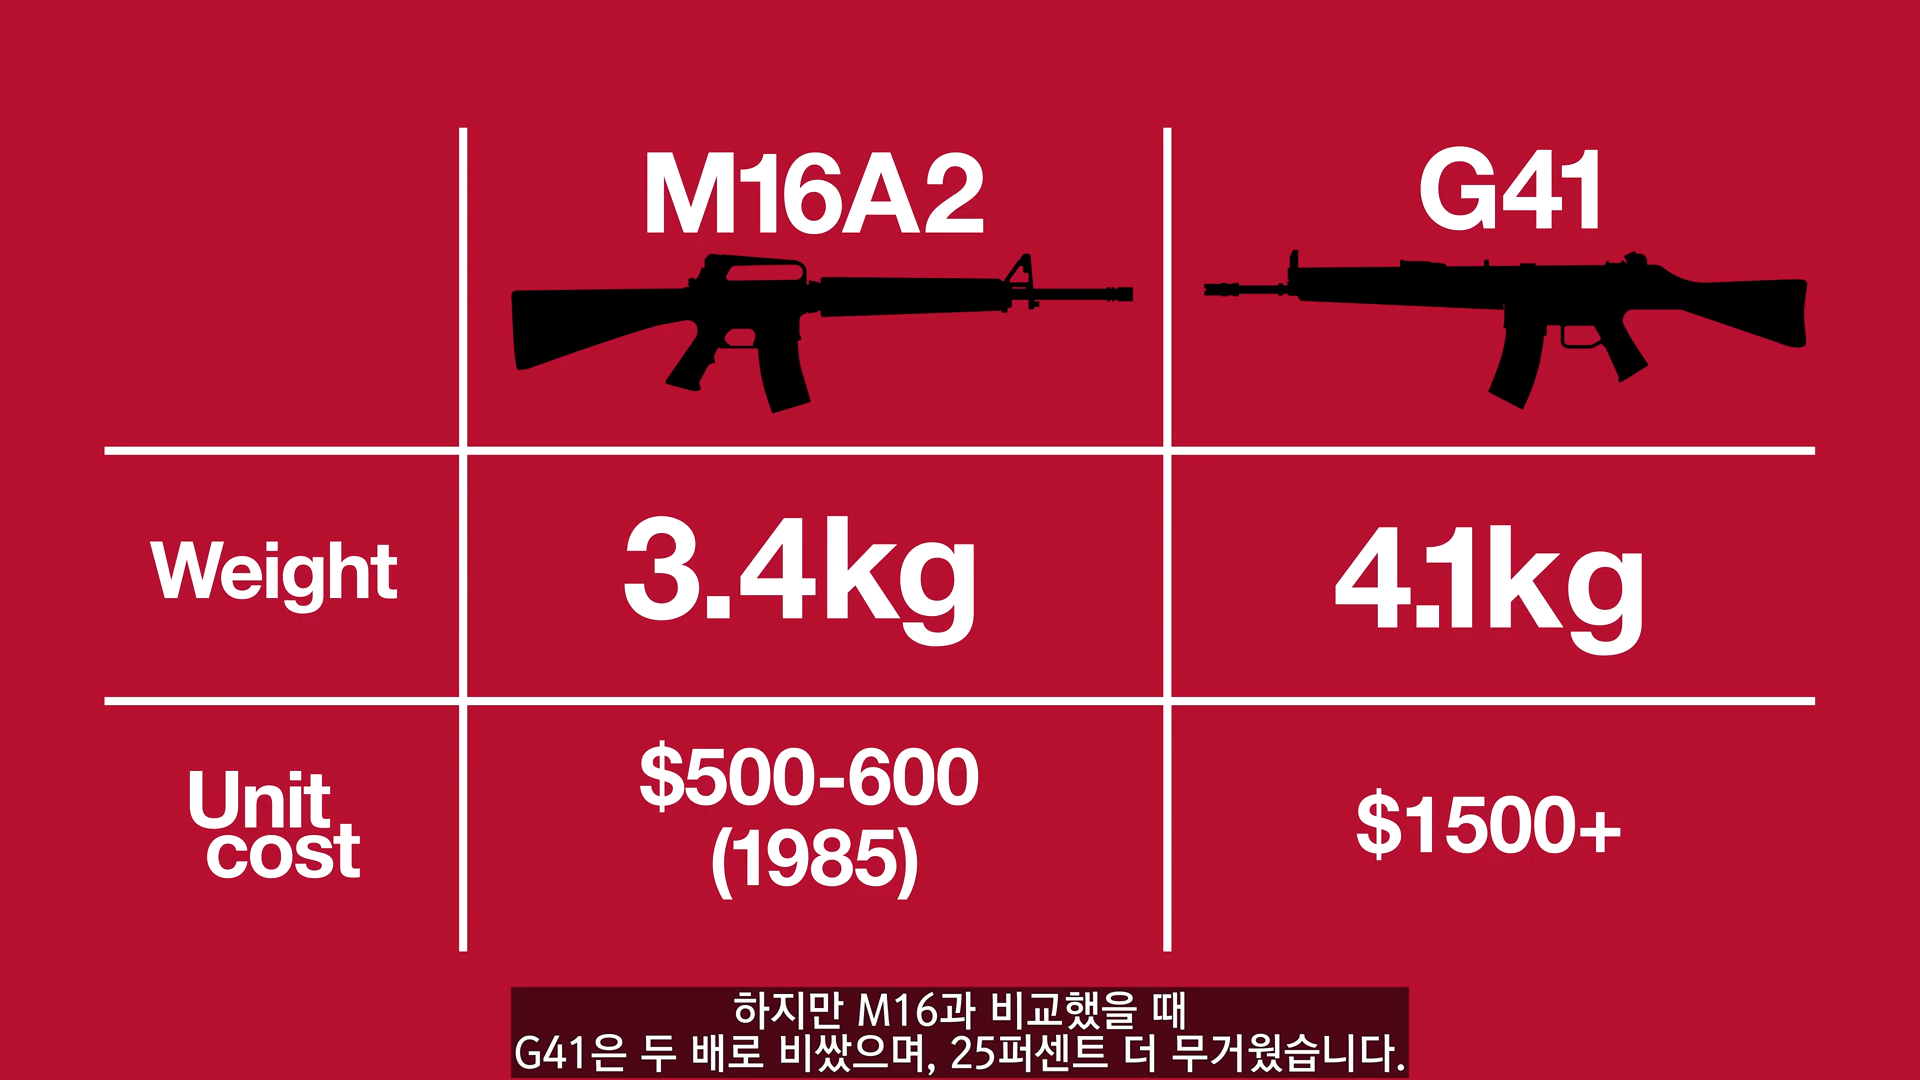 M16A2
G41
Weight
3.4kg
4.1kg
Unit
cost
$500-600
(1985)
$1500+
하지만 M16과 비교했을 때
G41은 두 배로 비쌌으며, 25퍼센트 더 무거웠습니다.